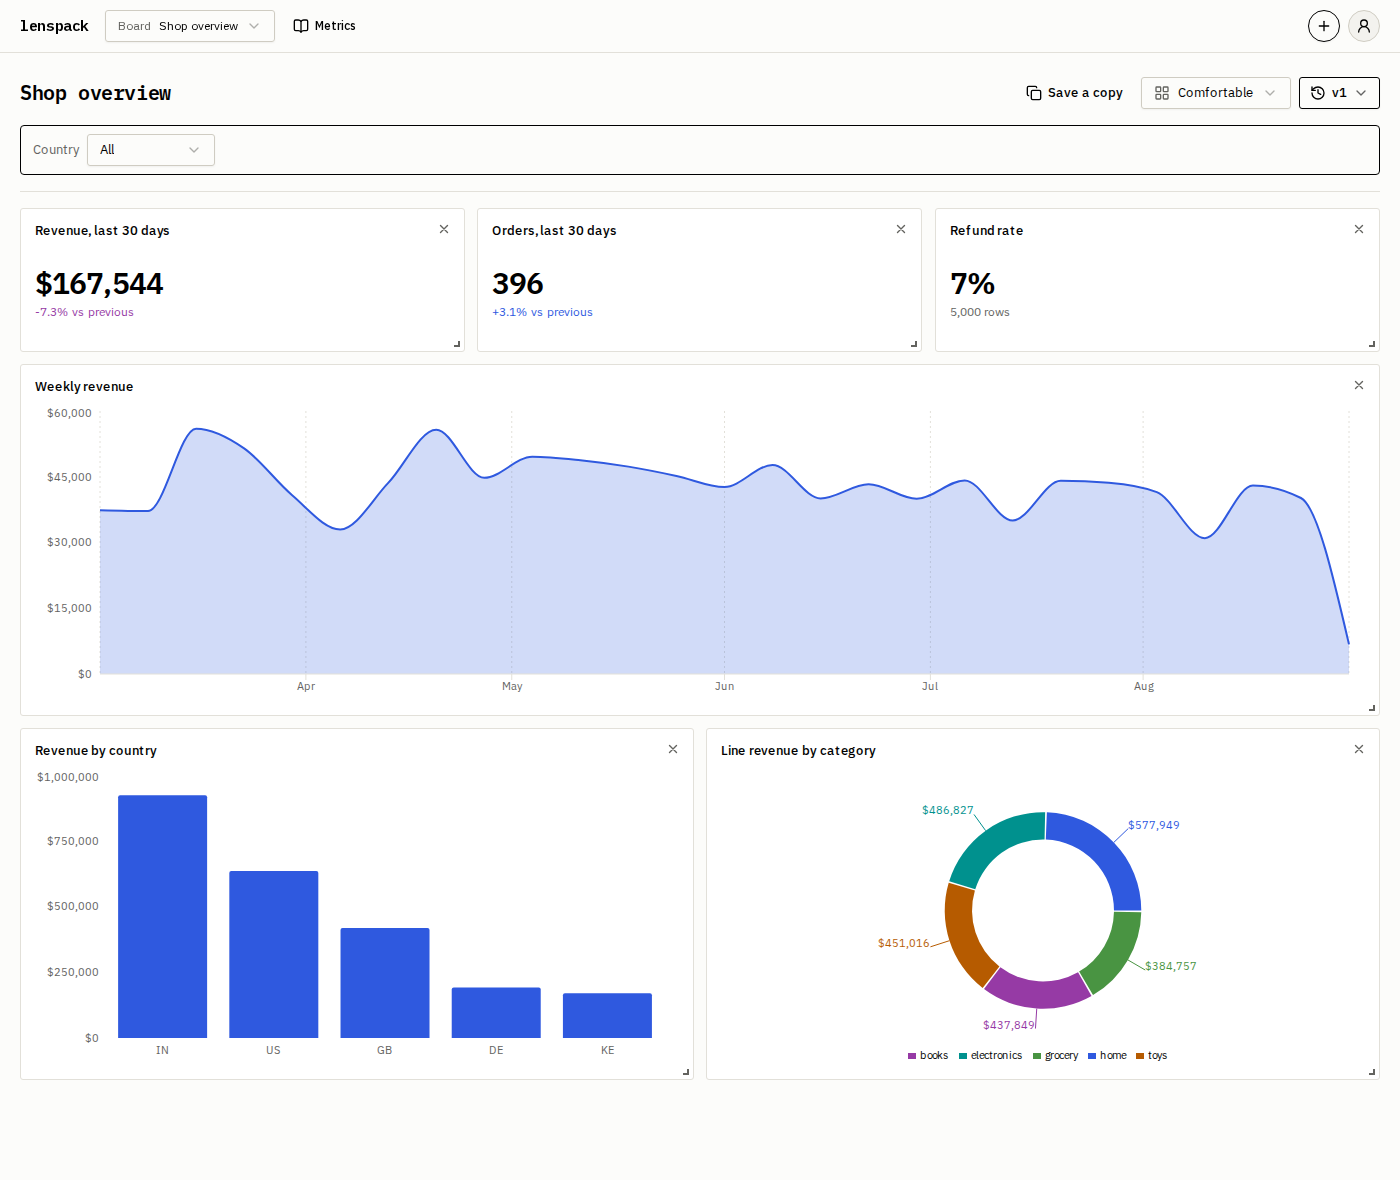 lenspack Board Shop overview Metrics
Shop overview Save a copy Comfortable v1
Country All
Revenue, last 30 days
$167,544
-7.3% vs previous
Orders, last 30 days
396
+3.1% vs previous
Refund rate
7%
5,000 rows
Weekly revenue
$60,000
$45,000
$30,000
$15,000
$0
Apr May Jun Jul Aug
Revenue by country
$1,000,000
$750,000
$500,000
$250,000
$0
IN US GB DE KE
Line revenue by category
$486,827
$577,949
$451,016
$384,757
$437,849
books electronics grocery home toys